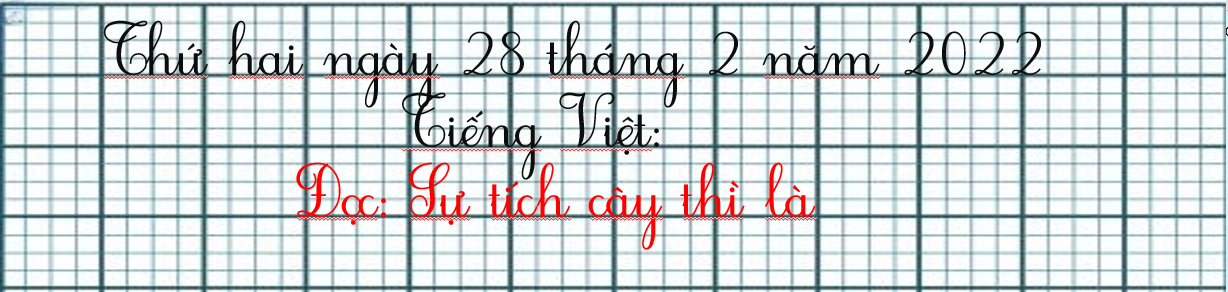 Thứ hai ngày 28 tháng 2 năm 2022
Tiếng Việt:
Đọc: Sự tích cây thì là